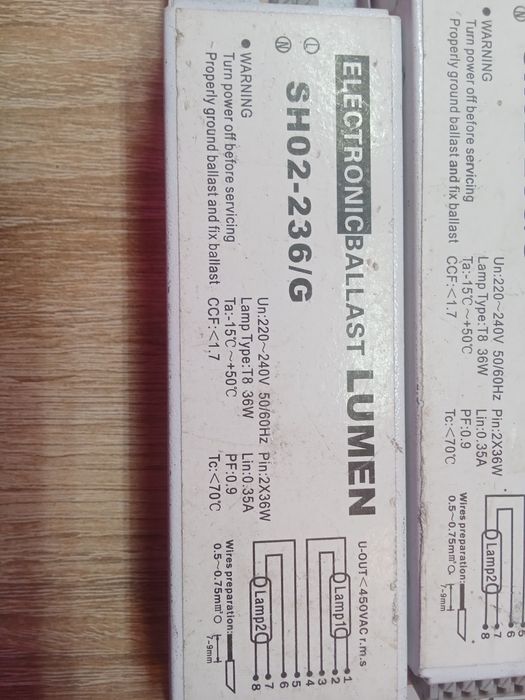 ELECTRONIC BALLAST LUMEN
L
N
SH02-236/G
• WARNING
Turn power off before servicing
- Properly ground ballast and fix ballast
Un:220~240V 50/60Hz Pin:2X36W
Lamp Type:T8 36W Lin:0.35A
Ta:-15℃~+50℃ PF:0.9
CCF:<1.7 Tc:<70℃
U-OUT<450VAC r.m.s
Lamp1
1
2
3
4
Lamp2
5
6
7
8
Wires preparation:
0.5~0.75mm²
7-9mm
N
• WARNING
Turn power off before servicing
Properly ground ballast and fix ballast
Un:220~240V 50/60Hz Pin:2X36W
Lamp Type:T8 36W Lin:0.35A
Ta:-15℃~+50℃ PF:0.9
CCF:<1.7 Tc:<70℃
Lamp2
5
6
7
8
Wires preparation:
0.5~0.75mm²
7-9mm